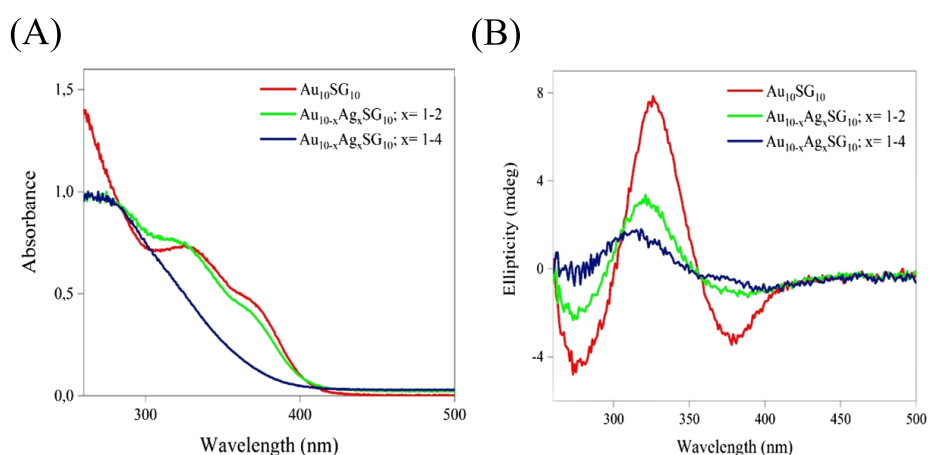 (A)
1.5
1.0
0.5
0.0
300
400
500
Absorbance
Wavelength (nm)
Au₁₀SG₁₀
Au₁₀₋ₓAgₓSG₁₀; x= 1-2
Au₁₀₋ₓAgₓSG₁₀; x= 1-4
(B)
8
4
0
-4
300
350
400
450
500
Ellipticity (mdeg)
Wavelength (nm)
Au₁₀SG₁₀
Au₁₀₋ₓAgₓSG₁₀; x= 1-2
Au₁₀₋ₓAgₓSG₁₀; x= 1-4